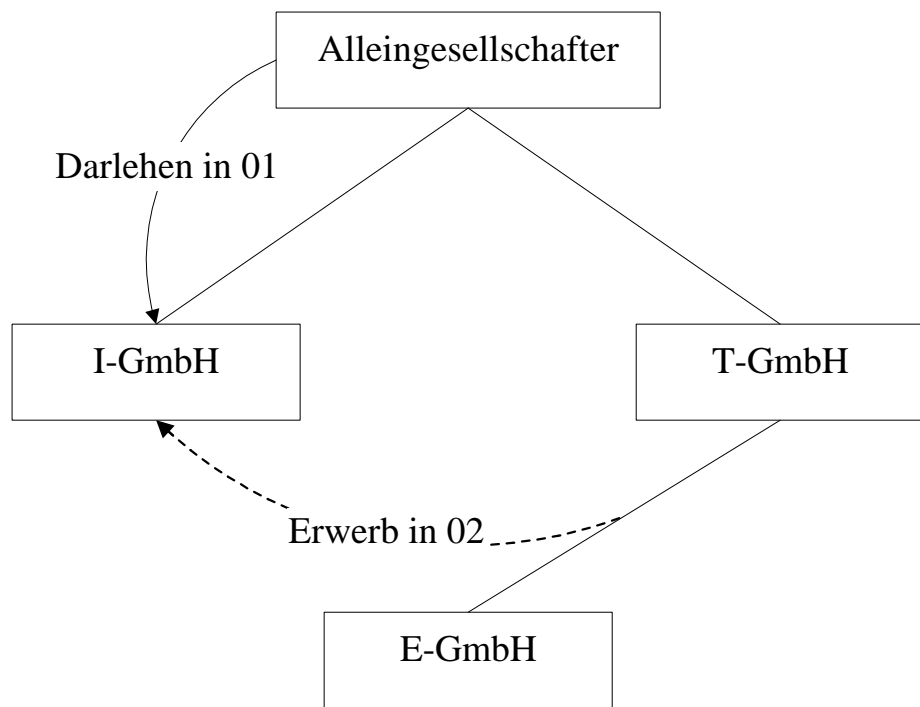 Alleingesellschafter
Darlehen in 01
I-GmbH
T-GmbH
Erwerb in 02
E-GmbH